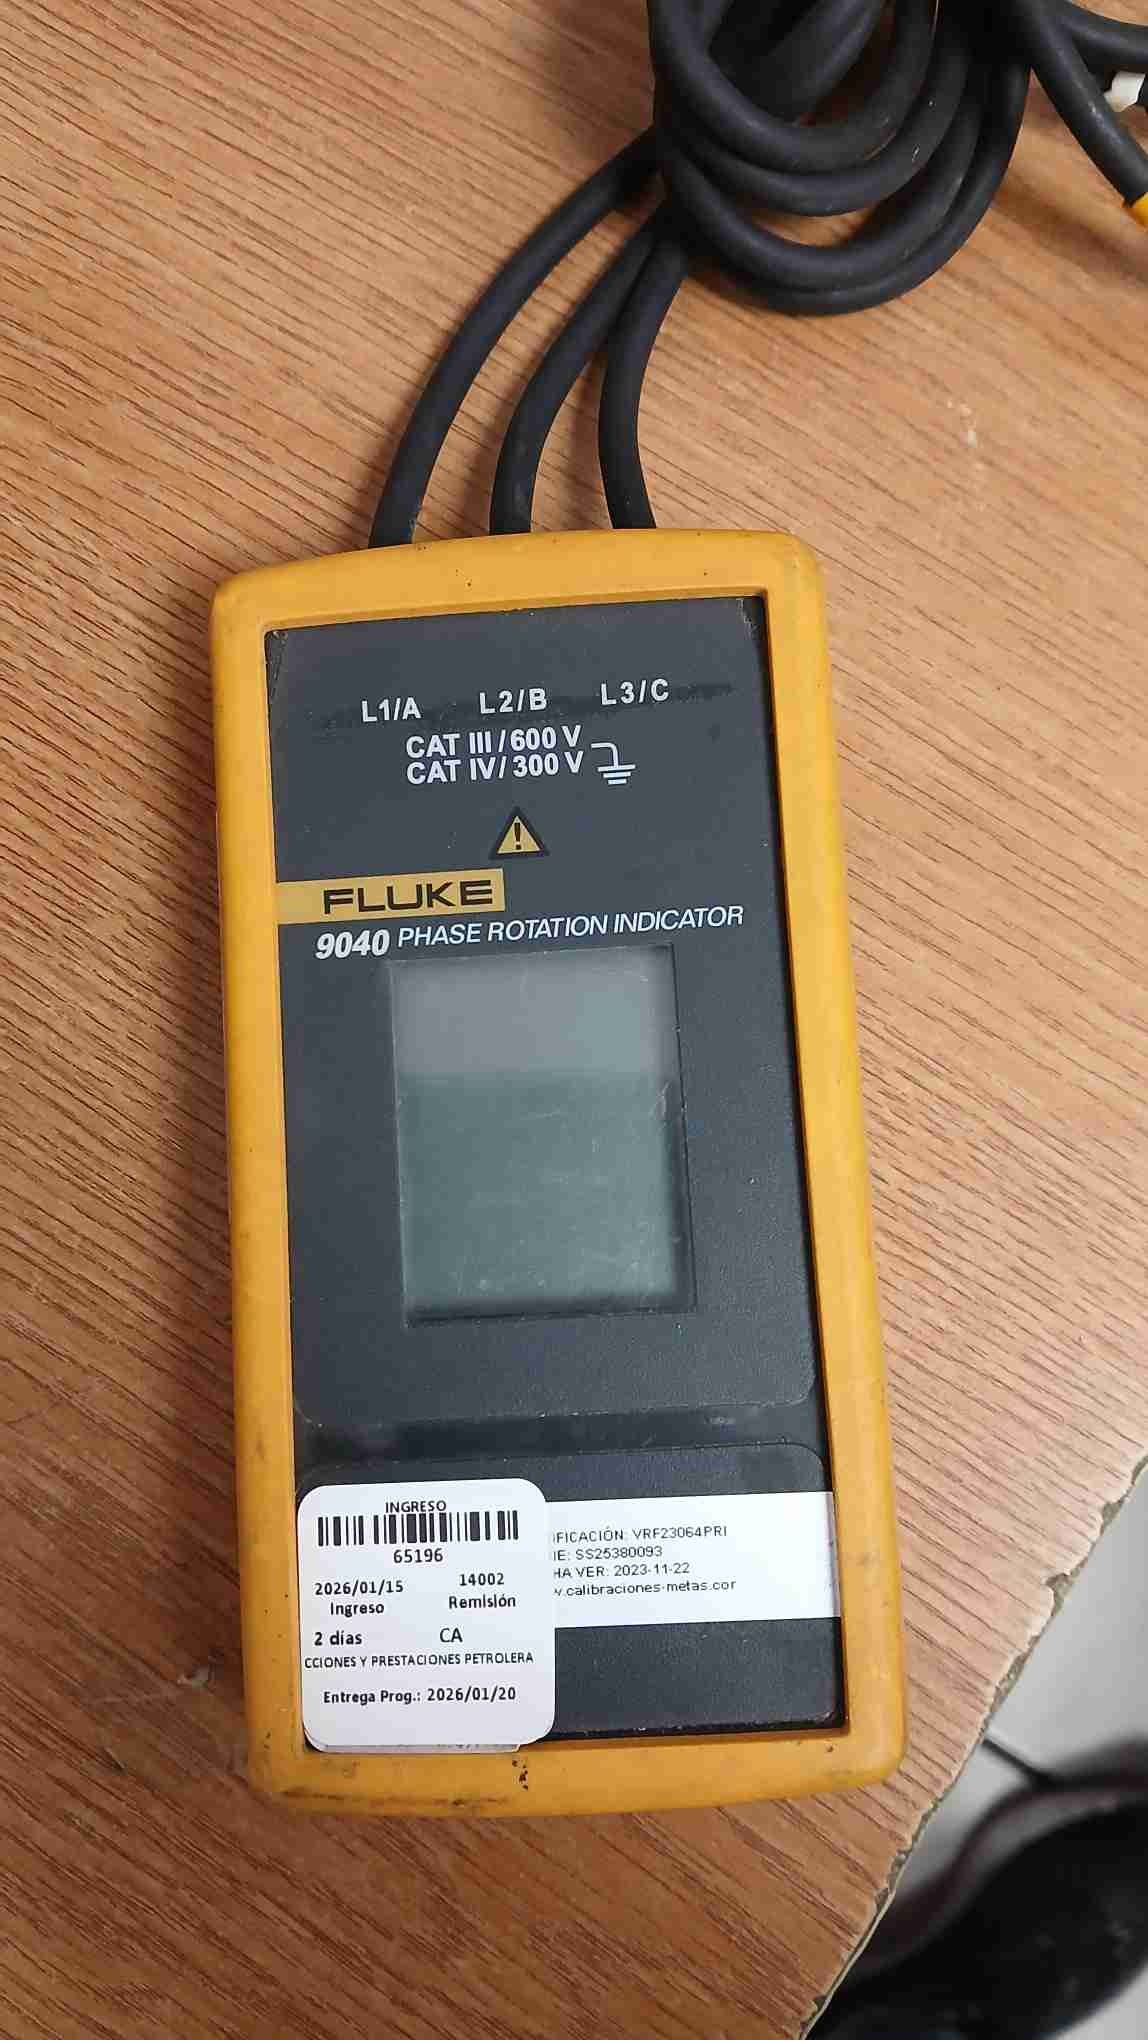 L1/A L2/B L3/C
CAT III / 600 V
CAT IV / 300 V
FLUKE
9040 PHASE ROTATION INDICATOR
INGRESO
65196
2026/01/15 14002
Ingreso Remisión
2 días CA
CCIONES Y PRESTACIONES PETROLERA
Entrega Prog.: 2026/01/20
IFICACIÓN: VRF23064PRI
IE: SS25380093
HA VER: 2023-11-22
.calibraciones-metas.cor